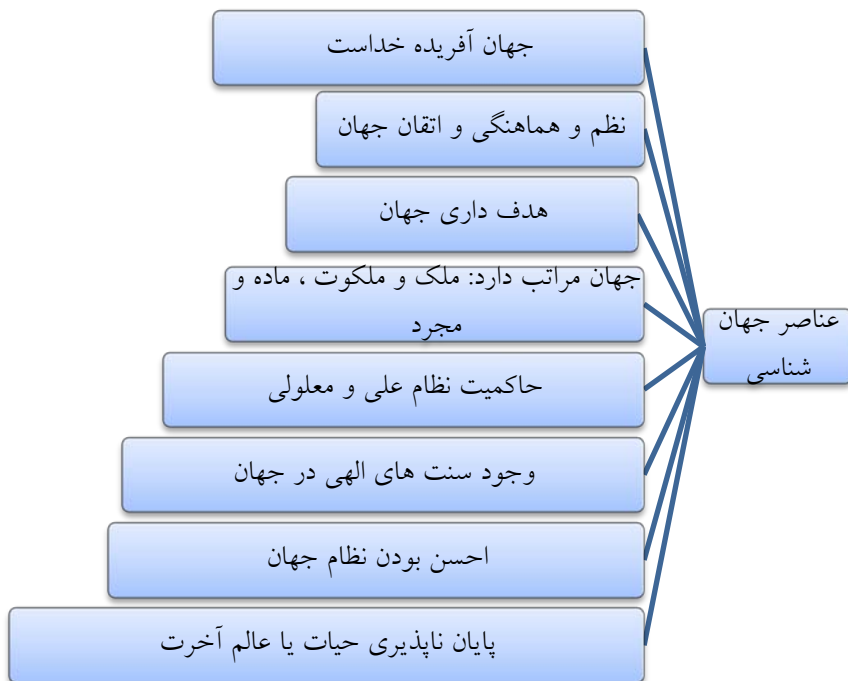 جهان آفریده خداست
نظم و هماهنگی و اتقان جهان
هدف داری جهان
جهان مراتب دارد: ملک و ملکوت ، ماده و
مجرد
عناصر جهان
شناسی
حاکمیت نظام علی و معلولی
وجود سنت های الهی در جهان
احسن بودن نظام جهان
پایان ناپذیری حیات یا عالم آخرت